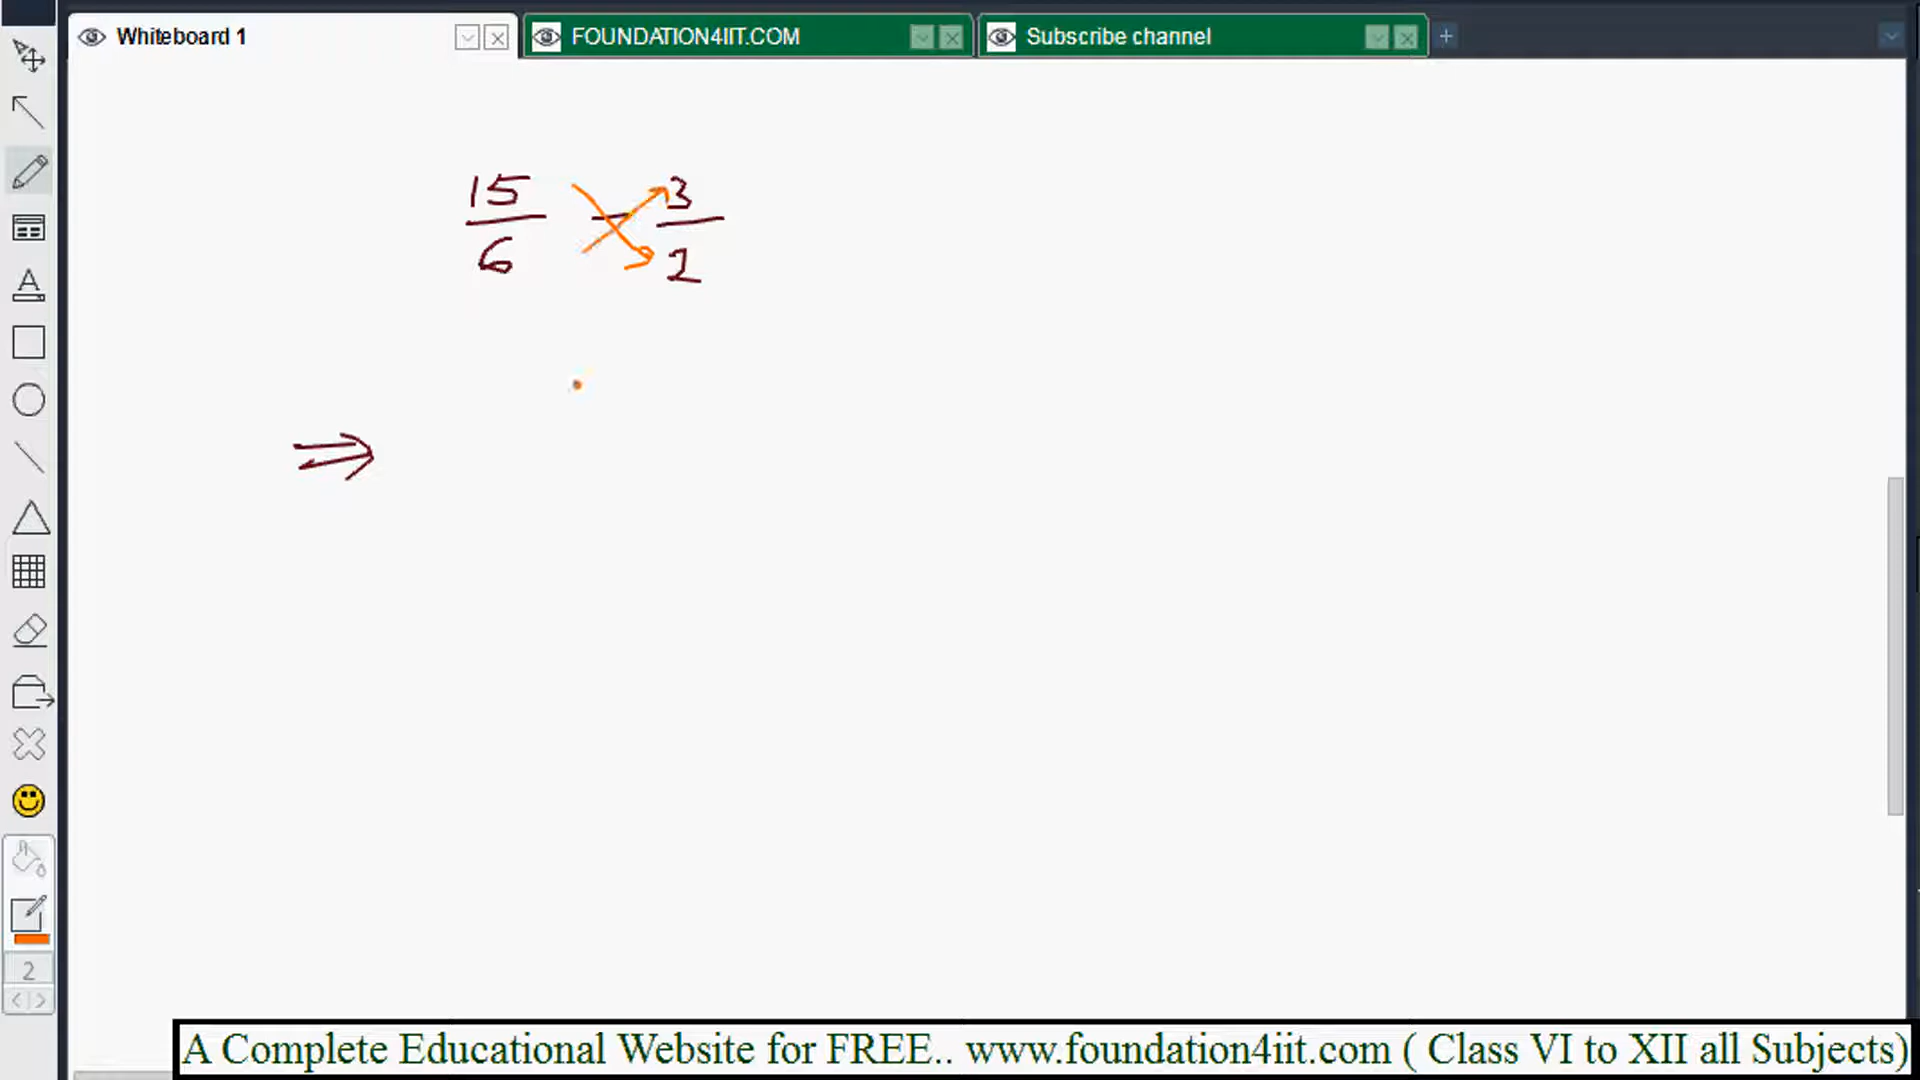 Whiteboard 1 FOUNDATION4IIT.COM Subscribe channel
15/6 - 3/2
⇒
2
A Complete Educational Website for FREE.. www.foundation4iit.com ( Class VI to XII all Subjects)